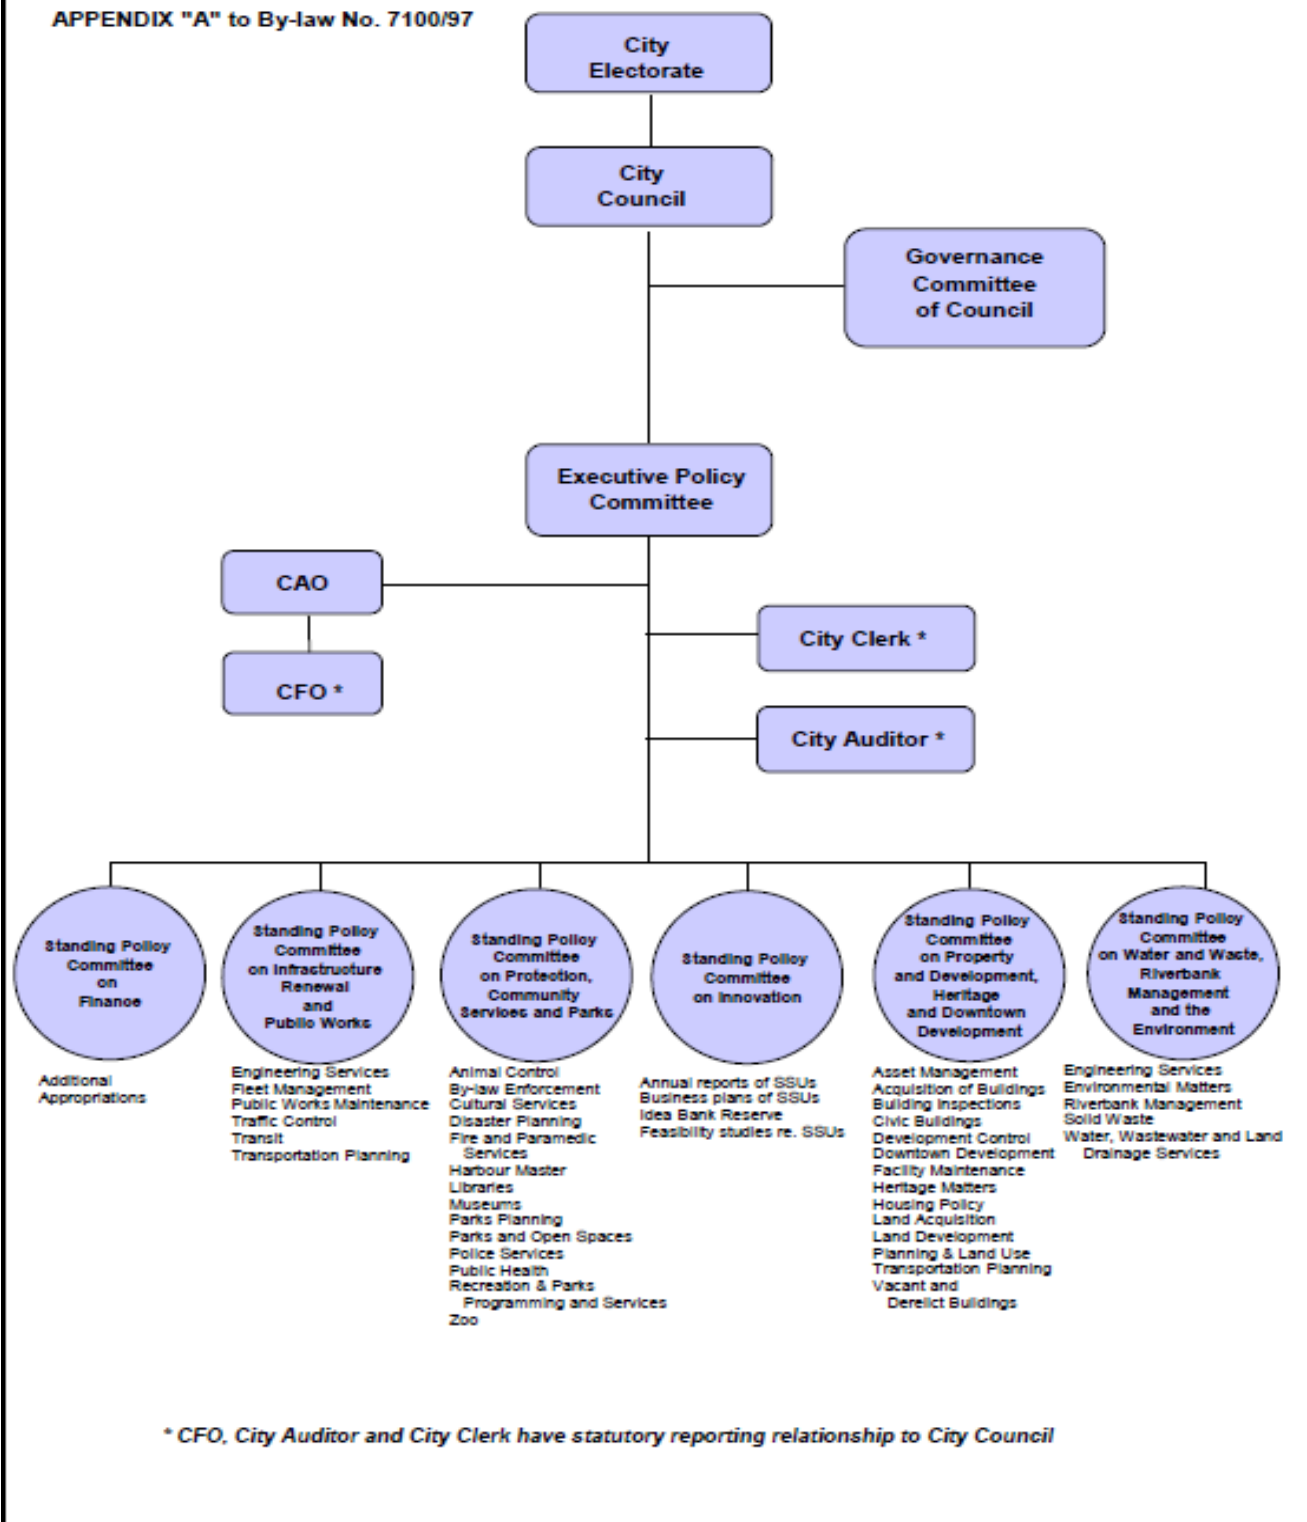 APPENDIX "A" to By-law No. 7100/97
City
Electorate
City
Council
Governance
Committee
of Council
Executive Policy
Committee
CAO
CFO *
City Clerk *
City Auditor *
Standing Policy
Committee
on
Finance
Additional
Appropriations
Standing Policy
Committee
on Infrastructure
Renewal
and
Public Works
Engineering Services
Fleet Management
Public Works Maintenance
Traffic Control
Transit
Transportation Planning
Standing Policy
Committee
on Protection,
Community
Services and Parks
Animal Control
By-law Enforcement
Cultural Services
Disaster Planning
Fire and Paramedic
Services
Harbour Master
Libraries
Museums
Parks Planning
Parks and Open Spaces
Police Services
Public Health
Recreation & Parks
Programming and Services
Zoo
Standing Policy
Committee
on Innovation
Annual reports of SSUs
Business plans of SSUs
Idea Bank Reserve
Feasibility studies re. SSUs
Standing Policy
Committee
on Property
and Development,
Heritage
and Downtown
Development
Asset Management
Acquisition of Buildings
Building Inspections
Civic Buildings
Development Control
Downtown Development
Facility Maintenance
Heritage Matters
Housing Policy
Land Acquisition
Land Development
Planning & Land Use
Transportation Planning
Vacant and
Derelict Buildings
Standing Policy
Committee
on Water and Waste,
Riverbank
Management
and the
Environment
Engineering Services
Environmental Matters
Riverbank Management
Solid Waste
Water, Wastewater and Land
Drainage Services
* CFO, City Auditor and City Clerk have statutory reporting relationship to City Council